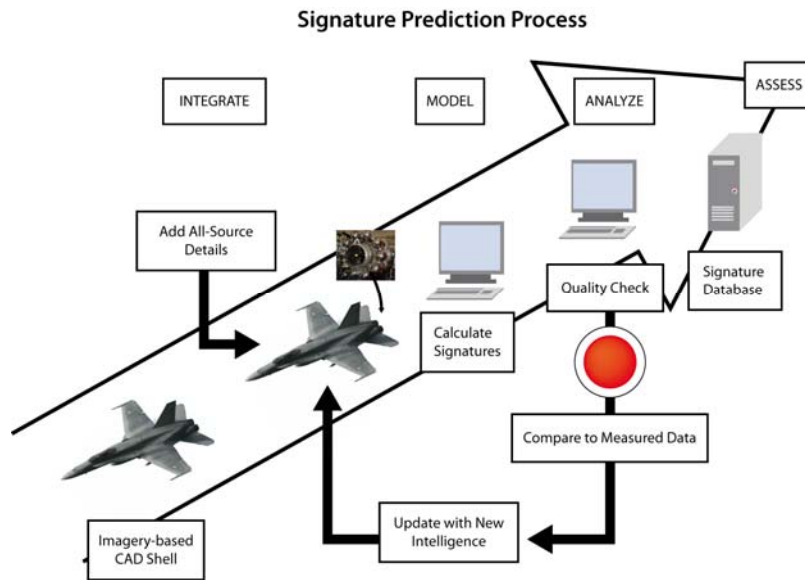 Signature Prediction Process
INTEGRATE
MODEL
ANALYZE
ASSESS
Add All-Source
Details
Calculate
Signatures
Quality Check
Signature
Database
Compare to Measured Data
Update with New
Intelligence
Imagery-based
CAD Shell